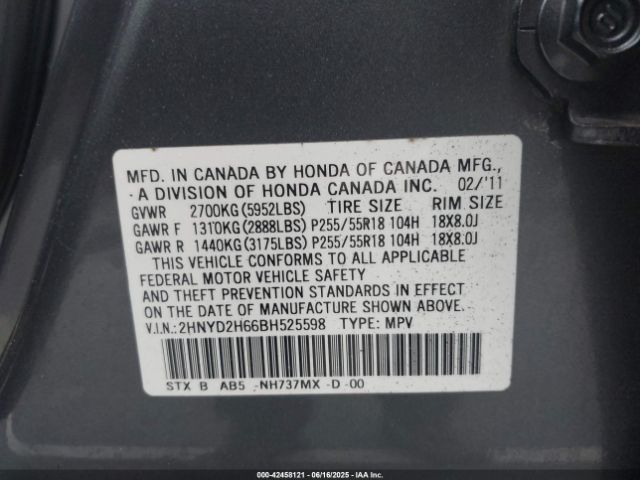 MFD. IN CANADA BY HONDA OF CANADA MFG.,
A DIVISION OF HONDA CANADA INC. 02/'11
GVWR 2700KG(5952LBS) TIRE SIZE RIM SIZE
GAWR F 1310KG(2888LBS) P255/55R18 104H 18X8.0J
GAWR R 1440KG(3175LBS) P255/55R18 104H 18X8.0J
THIS VEHICLE CONFORMS TO ALL APPLICABLE
FEDERAL MOTOR VEHICLE SAFETY
AND THEFT PREVENTION STANDARDS IN EFFECT
ON THE DATE OF MANUFACTURE SHOWN ABOVE.
V.I.N.:2HNYD2H66BH525598 TYPE: MPV
STX B AB5 -NH737MX -D -00
000-42458121 - 06/16/2025 - IAA Inc.